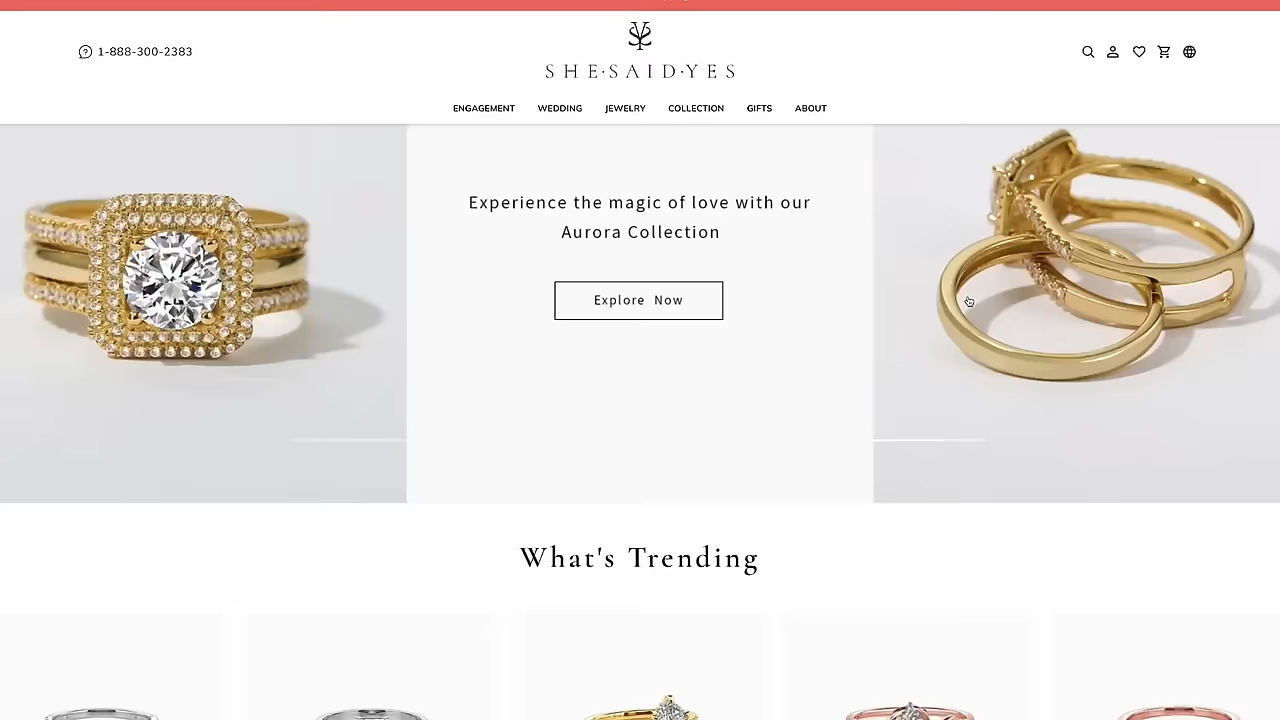 1-888-300-2383
SHE·SAID·YES
ENGAGEMENT WEDDING JEWELRY COLLECTION GIFTS ABOUT
Experience the magic of love with our
Aurora Collection
Explore Now
What's Trending